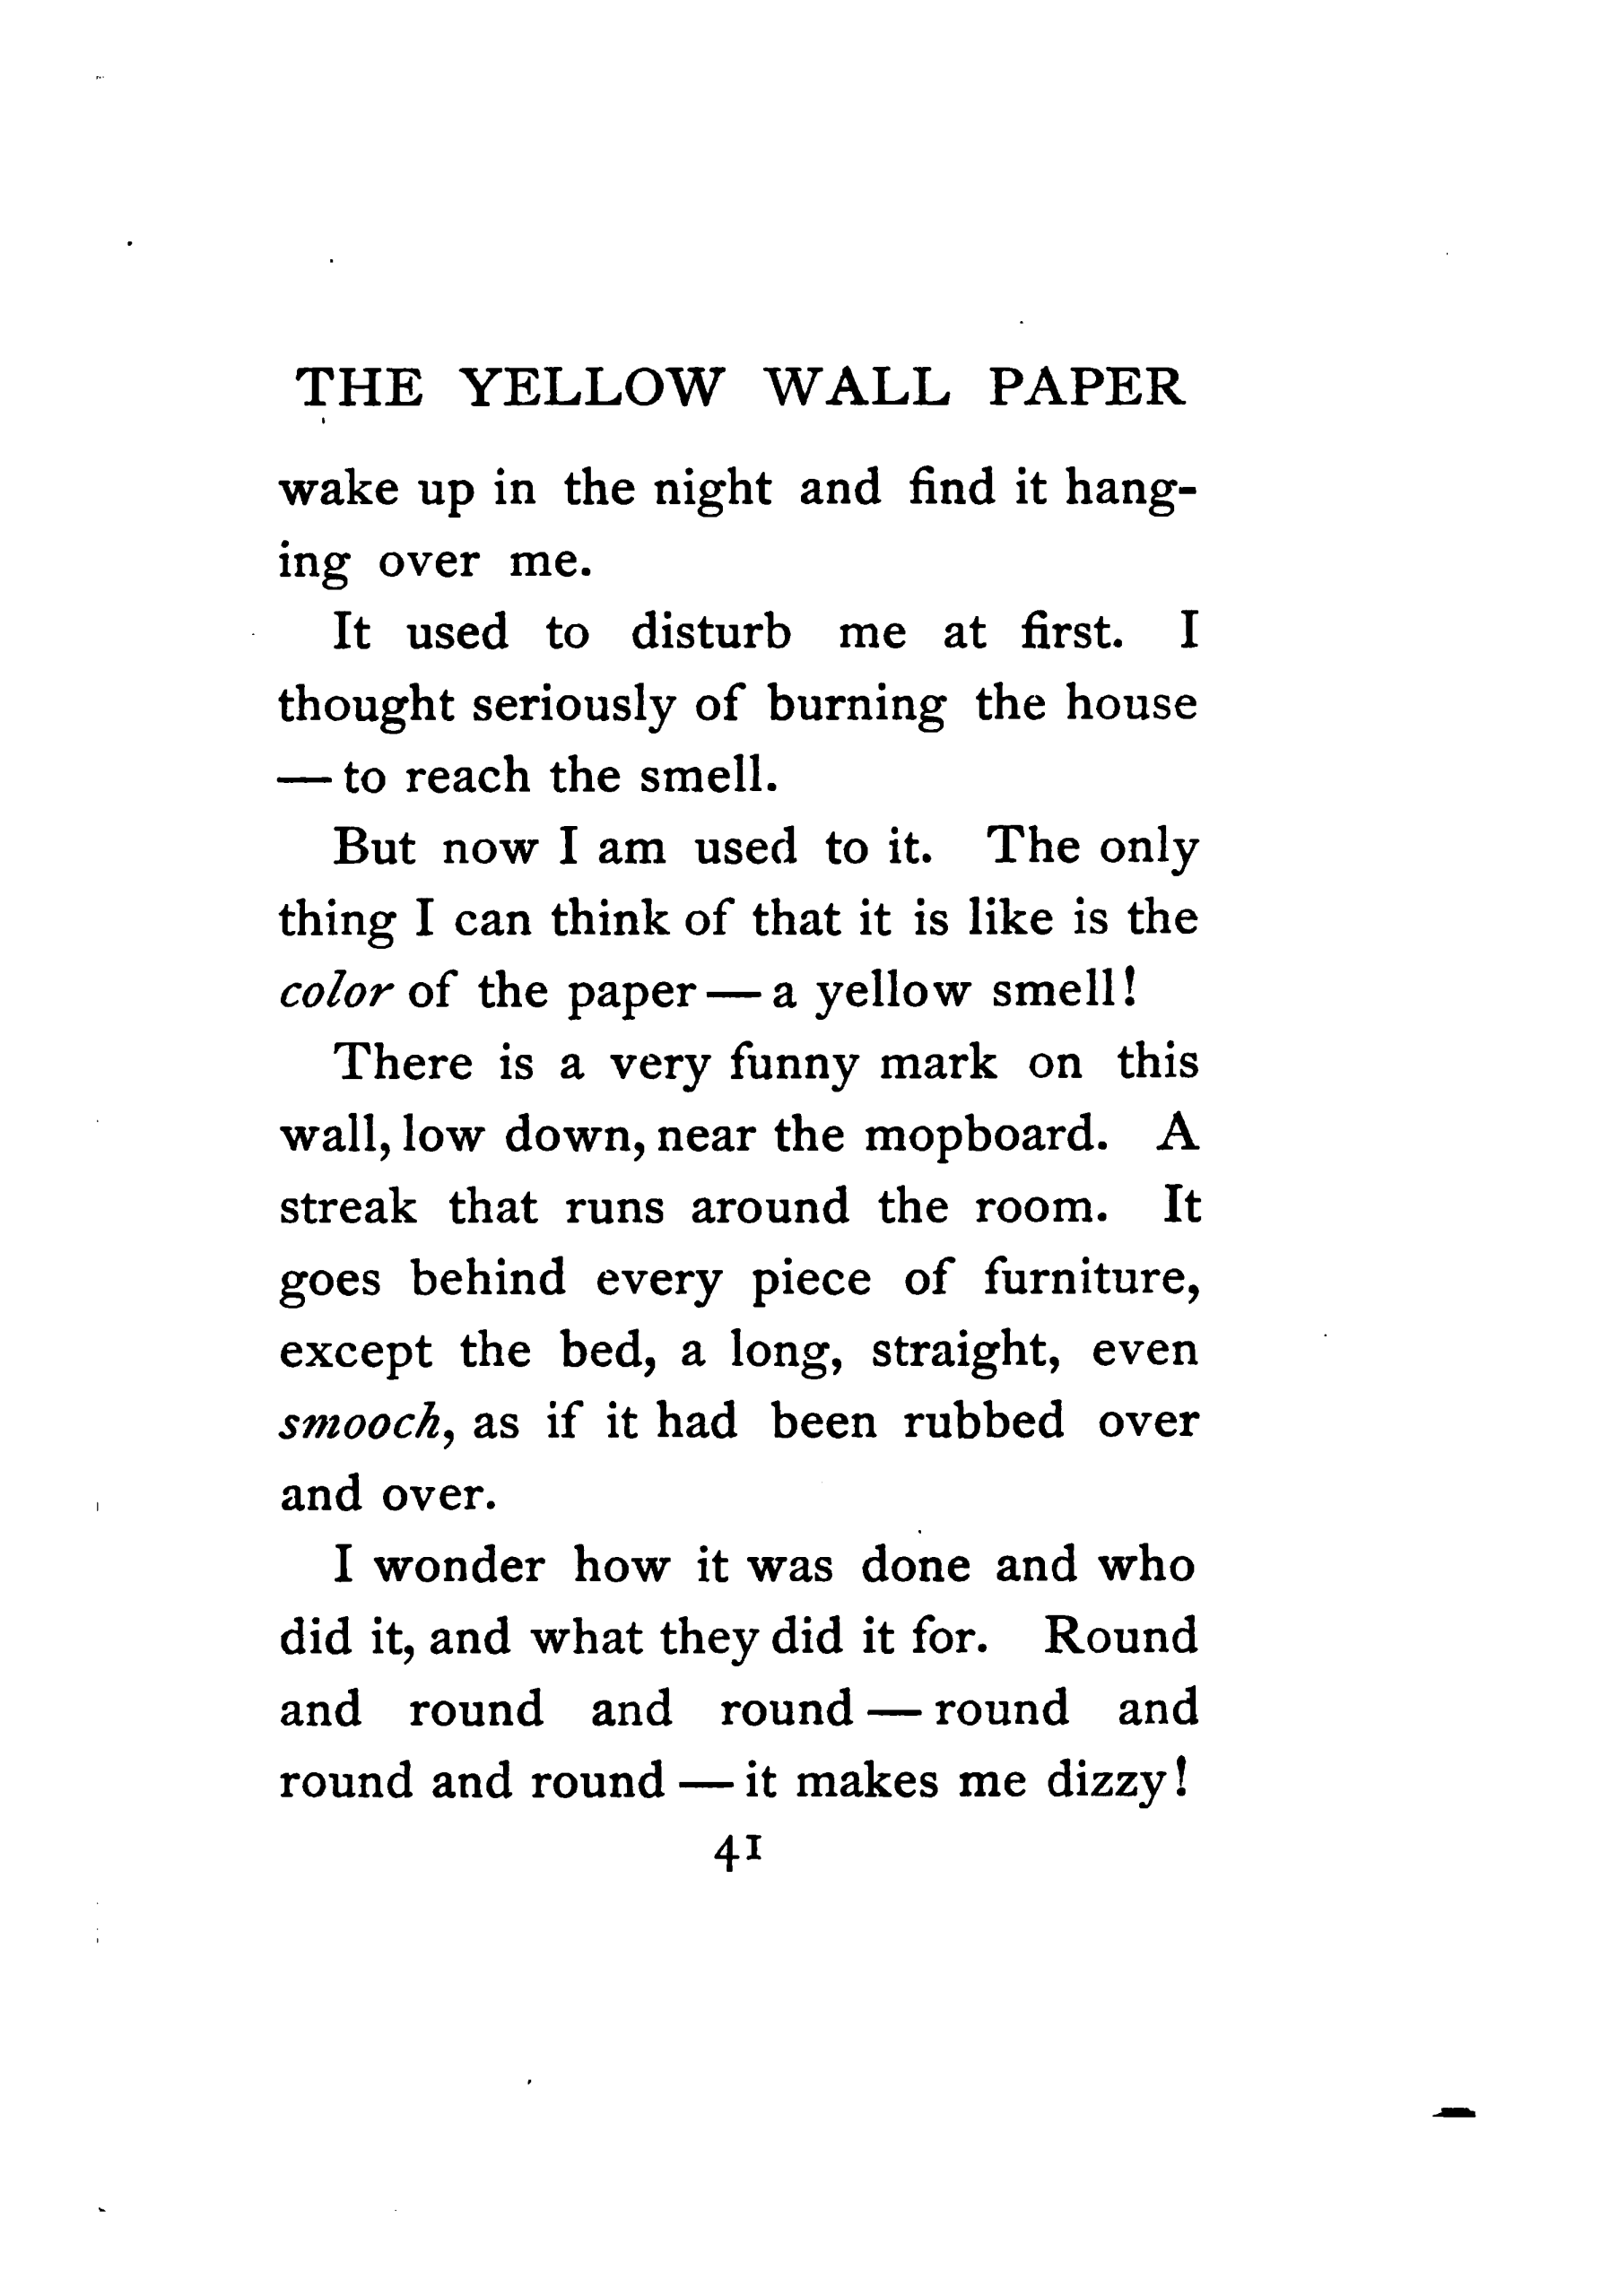 THE YELLOW WALL PAPER
wake up in the night and find it hang-
ing over me.
It used to disturb me at first. I
thought seriously of burning the house
— to reach the smell.
But now I am used to it. The only
thing I can think of that it is like is the
color of the paper — a yellow smell!
There is a very funny mark on this
wall, low down, near the mopboard. A
streak that runs around the room. It
goes behind every piece of furniture,
except the bed, a long, straight, even
smooch, as if it had been rubbed over
and over.
I wonder how it was done and who
did it, and what they did it for. Round
and round and round — round and
round and round — it makes me dizzy!
41